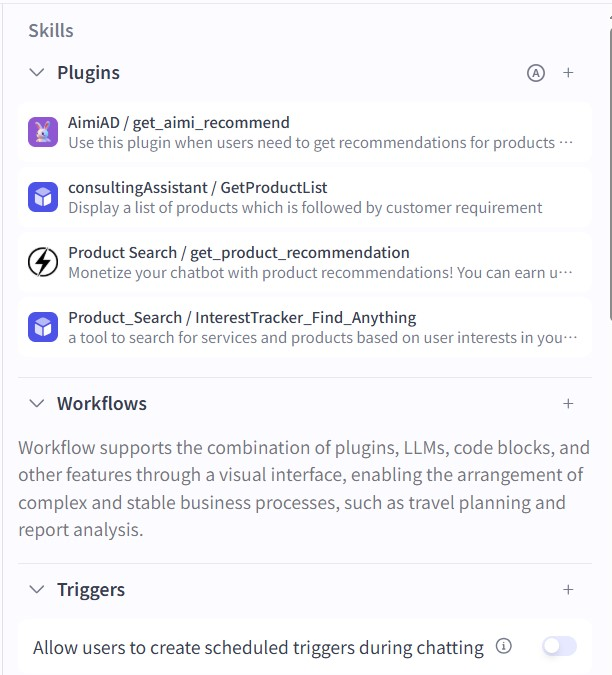 Skills
Plugins
A
AimiAD / get_aimi_recommend
Use this plugin when users need to get recommendations for products ···
consultingAssistant / GetProductList
Display a list of products which is followed by customer requirement
Product Search / get_product_recommendation
Monetize your chatbot with product recommendations! You can earn u···
Product_Search / InterestTracker_Find_Anything
a tool to search for services and products based on user interests in you···
Workflows
Workflow supports the combination of plugins, LLMs, code blocks, and
other features through a visual interface, enabling the arrangement of
complex and stable business processes, such as travel planning and
report analysis.
Triggers
Allow users to create scheduled triggers during chatting